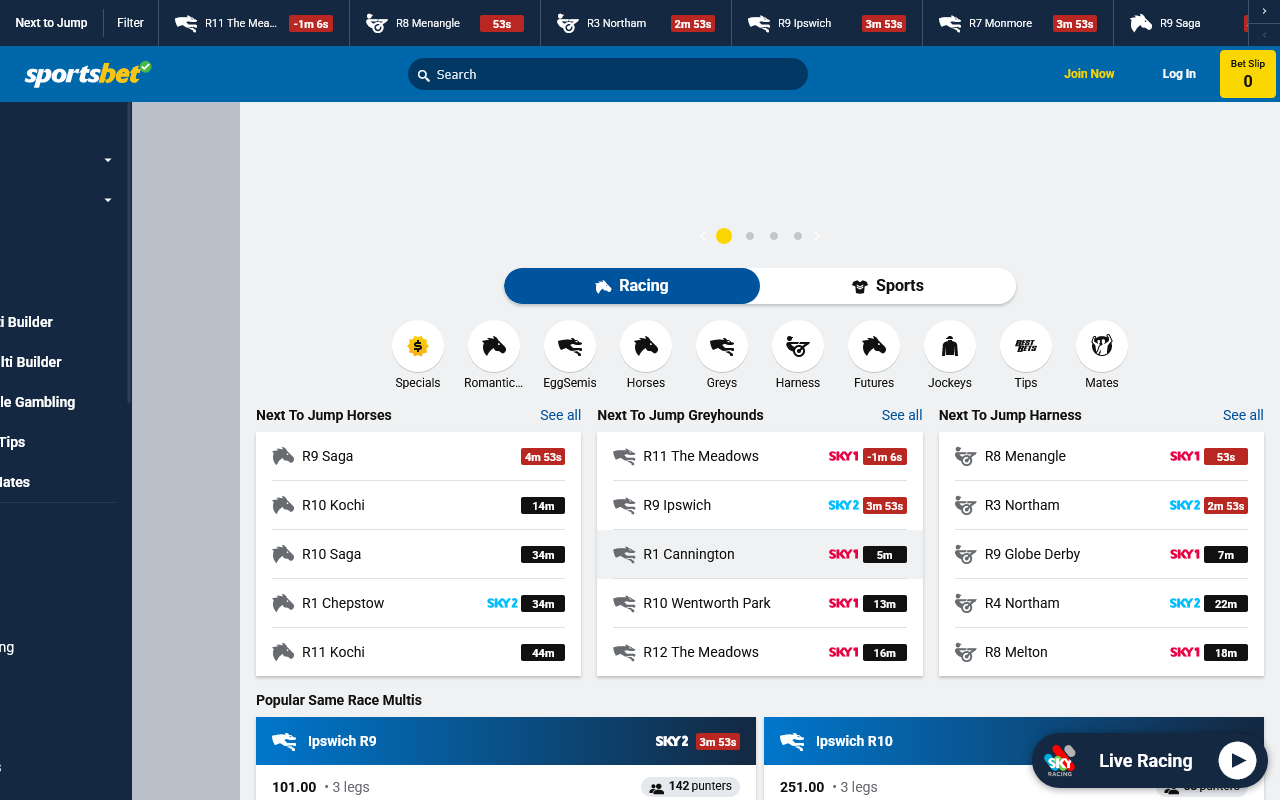 Next to Jump
Filter
R11 The Mea... -1m 6s
R8 Menangle 53s
R3 Northam 2m 53s
R9 Ipswich 3m 53s
R7 Monmore 3m 53s
R9 Saga
sportsbet
Search
Join Now
Log In
Bet Slip
0
i Builder
lti Builder
le Gambling
Tips
lates
ng
Racing
Sports
Specials
Romantic...
EggSemis
Horses
Greys
Harness
Futures
Jockeys
BEST BETS
Tips
Mates
Next To Jump Horses See all
R9 Saga 4m 53s
R10 Kochi 14m
R10 Saga 34m
R1 Chepstow SKY2 34m
R11 Kochi 44m
Next To Jump Greyhounds See all
R11 The Meadows SKY1 -1m 6s
R9 Ipswich SKY2 3m 53s
R1 Cannington SKY1 5m
R10 Wentworth Park SKY1 13m
R12 The Meadows SKY1 16m
Next To Jump Harness See all
R8 Menangle SKY1 53s
R3 Northam SKY2 2m 53s
R9 Globe Derby SKY1 7m
R4 Northam SKY2 22m
R8 Melton SKY1 18m
Popular Same Race Multis
Ipswich R9 SKY2 3m 53s
101.00 • 3 legs 142 punters
Ipswich R10
251.00 • 3 legs
SKY RACING
Live Racing